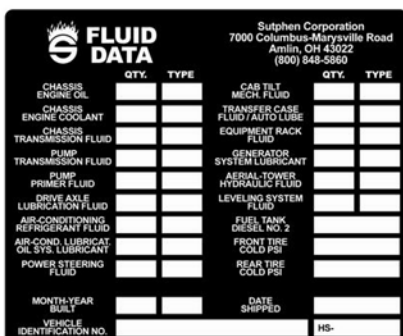 FLUID
DATA
Sutphen Corporation
7000 Columbus-Marysville Road
Amlin, OH 43022
(800) 848-5860
QTY. TYPE
CHASSIS
ENGINE OIL
CHASSIS
ENGINE COOLANT
CHASSIS
TRANSMISSION FLUID
PUMP
TRANSMISSION FLUID
PUMP
PRIMER FLUID
DRIVE AXLE
LUBRICATION FLUID
AIR-CONDITIONING
REFRIGERANT FLUID
AIR-COND. LUBRICAT.
OIL SYS. LUBRICANT
POWER STEERING
FLUID
MONTH-YEAR
BUILT
QTY. TYPE
CAB TILT
MECH. FLUID
TRANSFER CASE
FLUID / AUTO LUBE
EQUIPMENT RACK
FLUID
GENERATOR
SYSTEM LUBRICANT
AERIAL-TOWER
HYDRAULIC FLUID
LEVELING SYSTEM
FLUID
FUEL TANK
DIESEL NO. 2
FRONT TIRE
COLD PSI
REAR TIRE
COLD PSI
DATE
SHIPPED
VEHICLE
IDENTIFICATION NO.
HS-